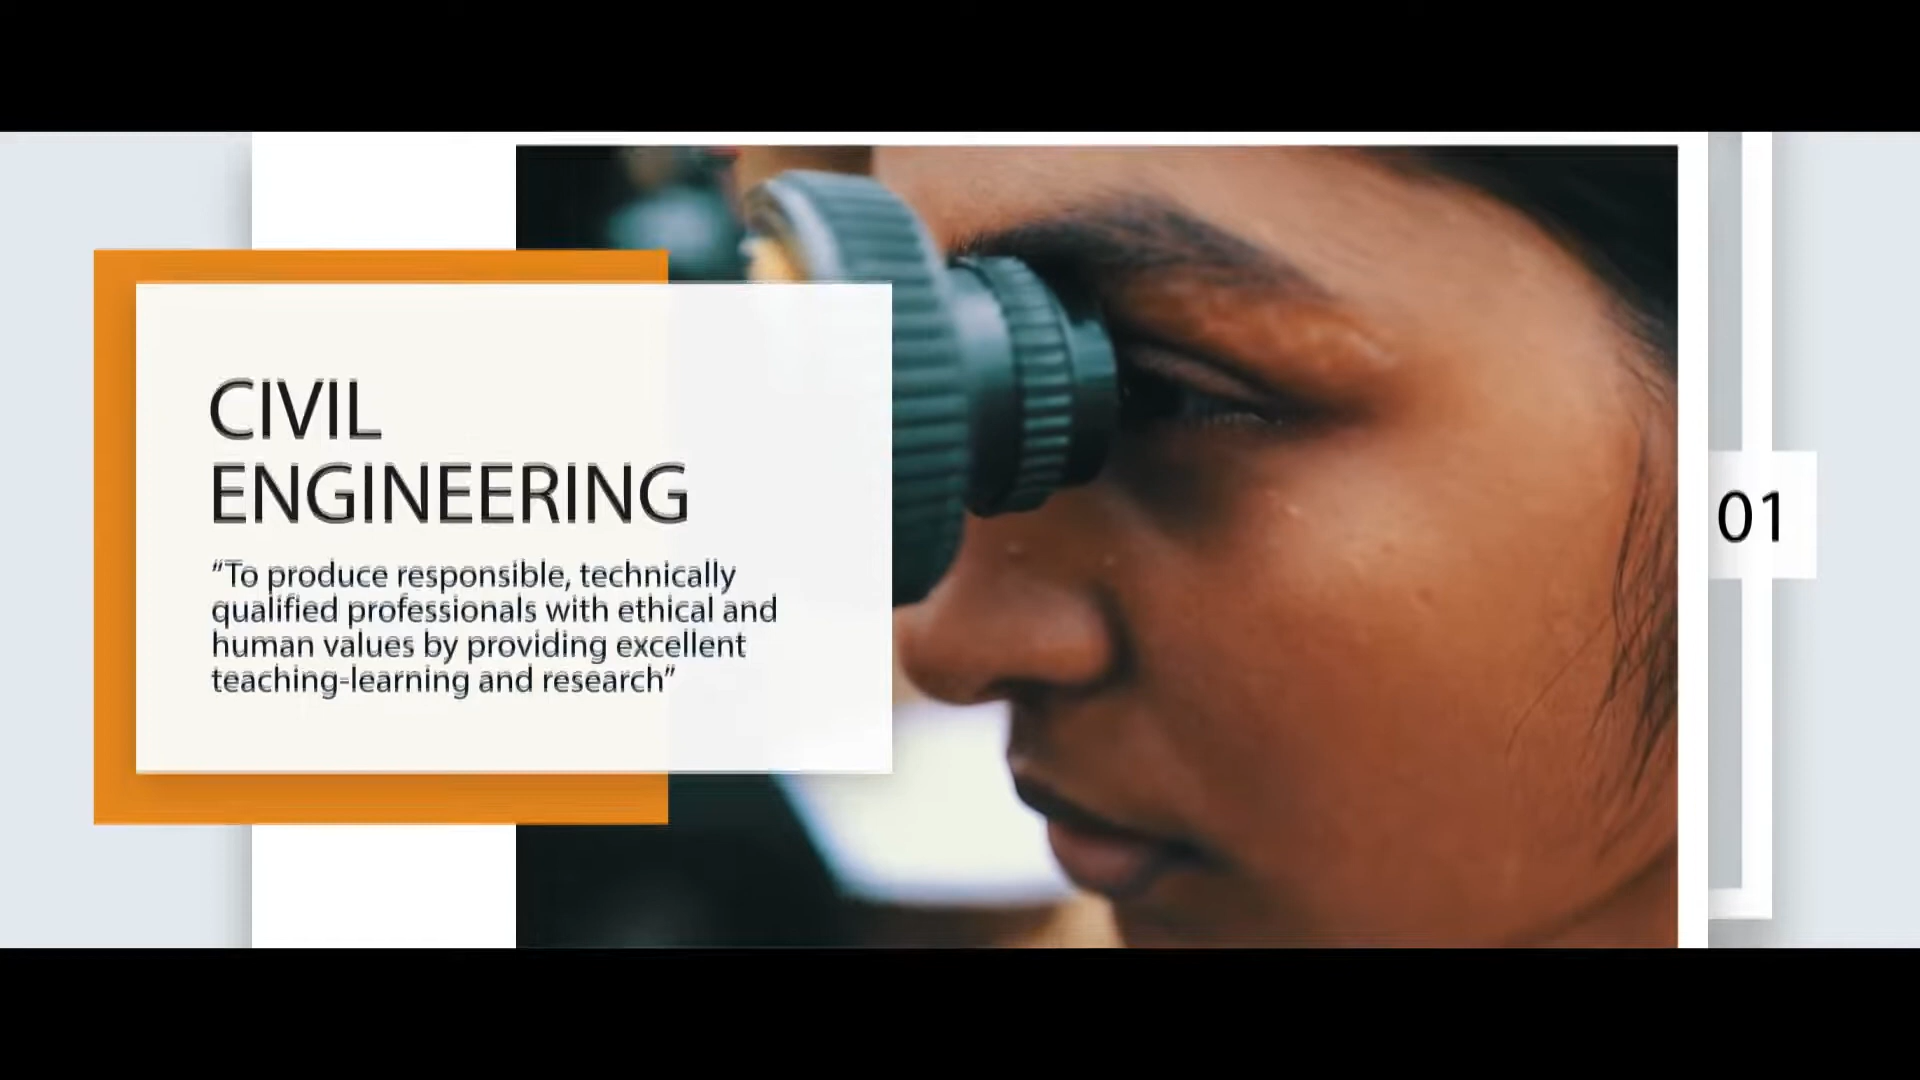 CIVIL
ENGINEERING
“To produce responsible, technically
qualified professionals with ethical and
human values by providing excellent
teaching-learning and research”
01